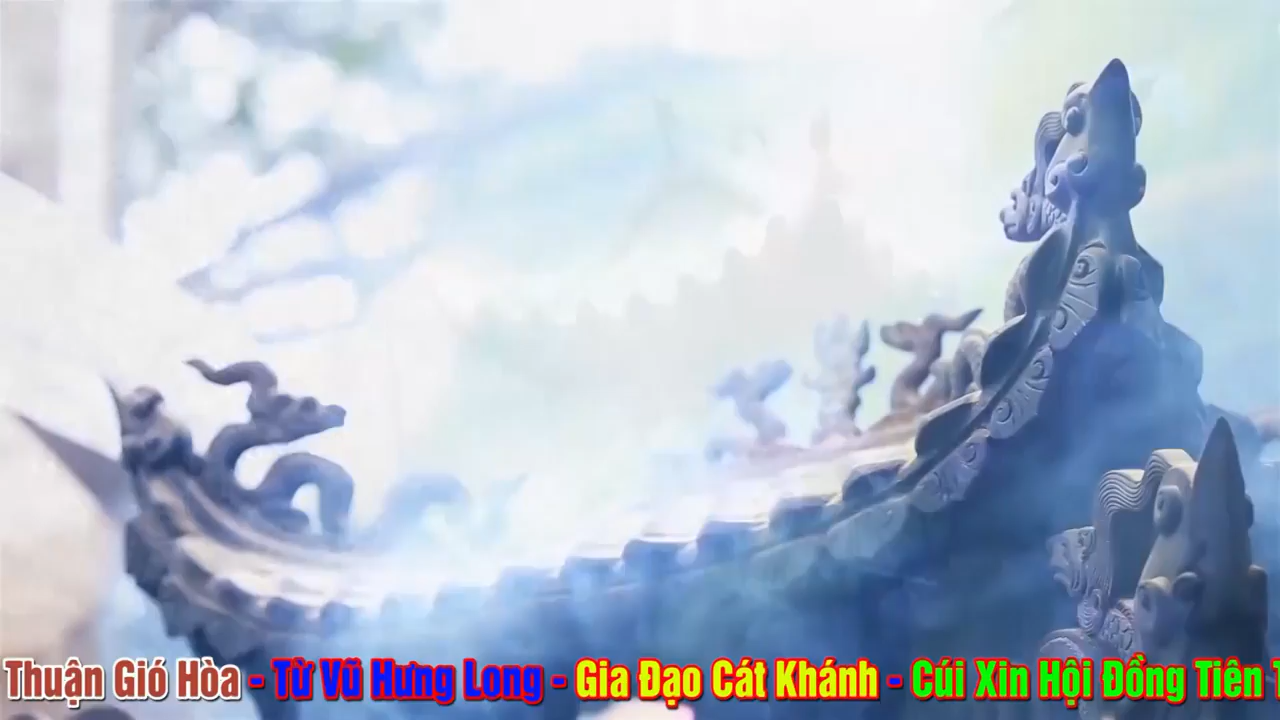 Thuận Gió Hòa - Từ Vũ Hưng Long - Gia Đạo Cát Khánh - Cúi Xin Hội Đồng Tiên